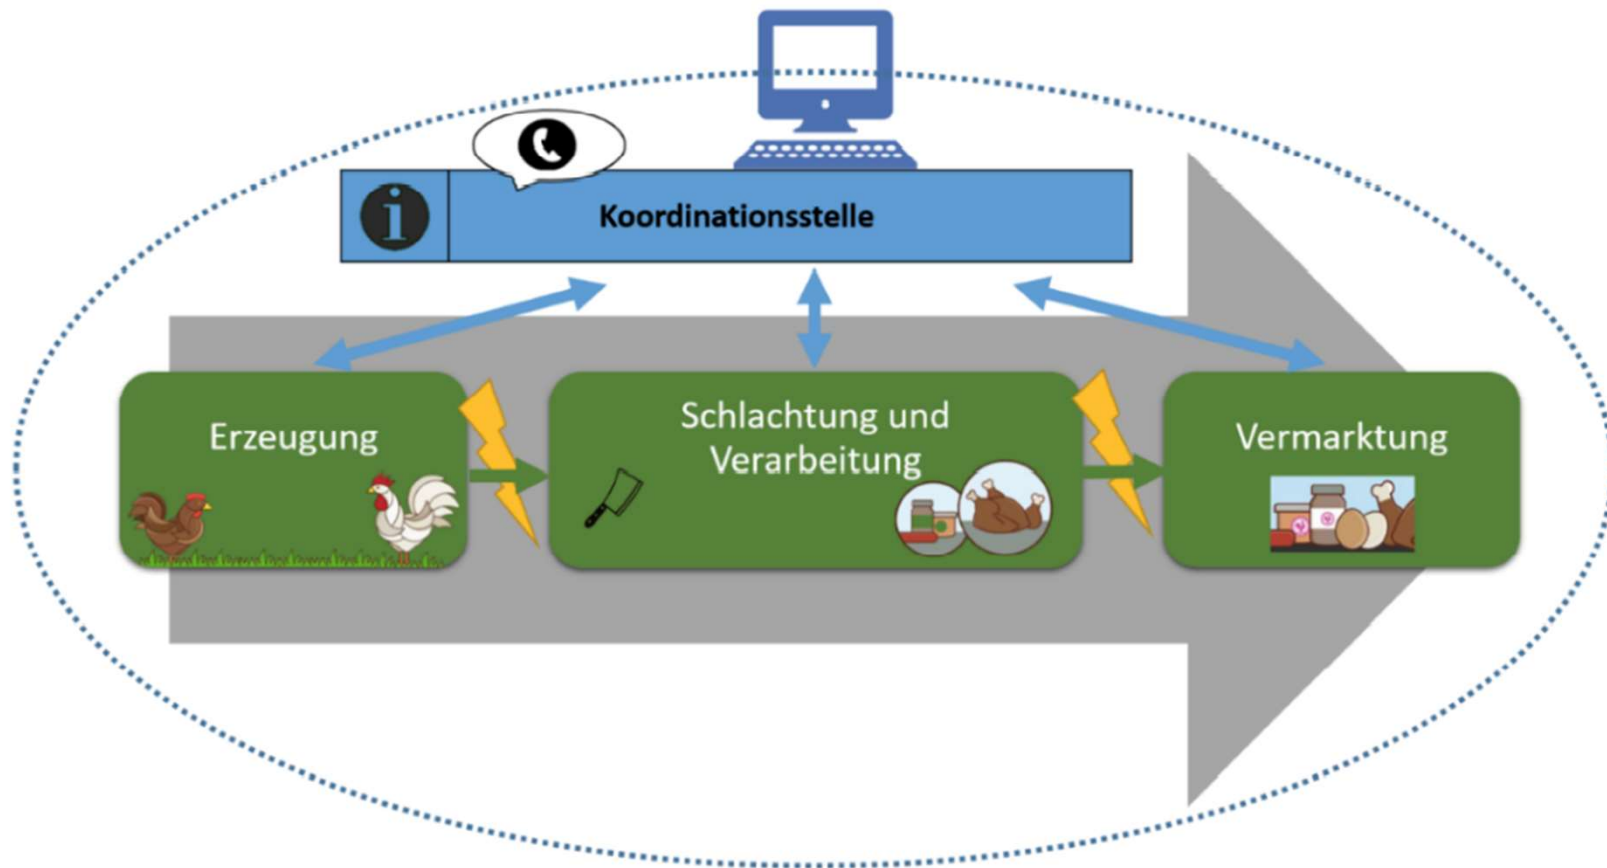 Koordinationsstelle
Erzeugung
Schlachtung und
Verarbeitung
Vermarktung